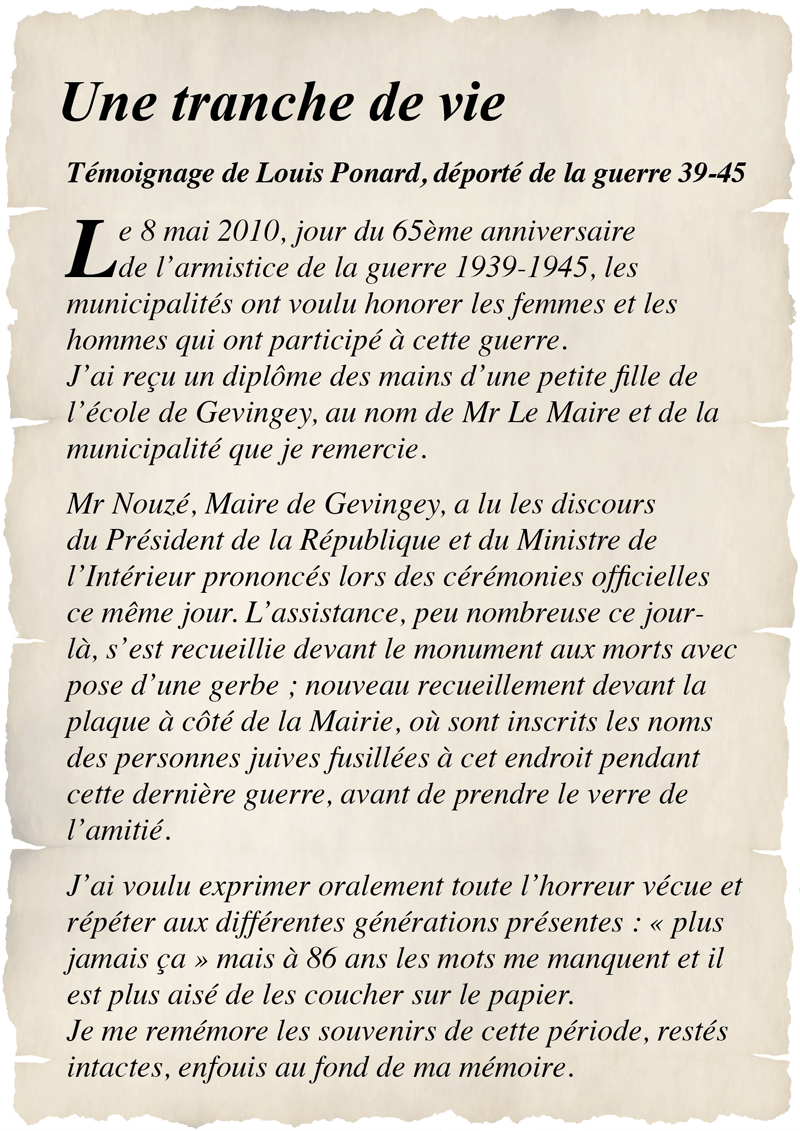 Une tranche de vie
Témoignage de Louis Ponard, déporté de la guerre 39-45
Le 8 mai 2010, jour du 65ème anniversaire
de l’armistice de la guerre 1939-1945, les
municipalités ont voulu honorer les femmes et les
hommes qui ont participé à cette guerre.
J’ai reçu un diplôme des mains d’une petite fille de
l’école de Gevingey, au nom de Mr Le Maire et de la
municipalité que je remercie.
Mr Nouzé, Maire de Gevingey, a lu les discours
du Président de la République et du Ministre de
l’Intérieur prononcés lors des cérémonies officielles
ce même jour. L’assistance, peu nombreuse ce jour-
là, s’est recueillie devant le monument aux morts avec
pose d’une gerbe ; nouveau recueillement devant la
plaque à côté de la Mairie, où sont inscrits les noms
des personnes juives fusillées à cet endroit pendant
cette dernière guerre, avant de prendre le verre de
l’amitié.
J’ai voulu exprimer oralement toute l’horreur vécue et
répéter aux différentes générations présentes : « plus
jamais ça » mais à 86 ans les mots me manquent et il
est plus aisé de les coucher sur le papier.
Je me remémore les souvenirs de cette période, restés
intactes, enfouis au fond de ma mémoire.